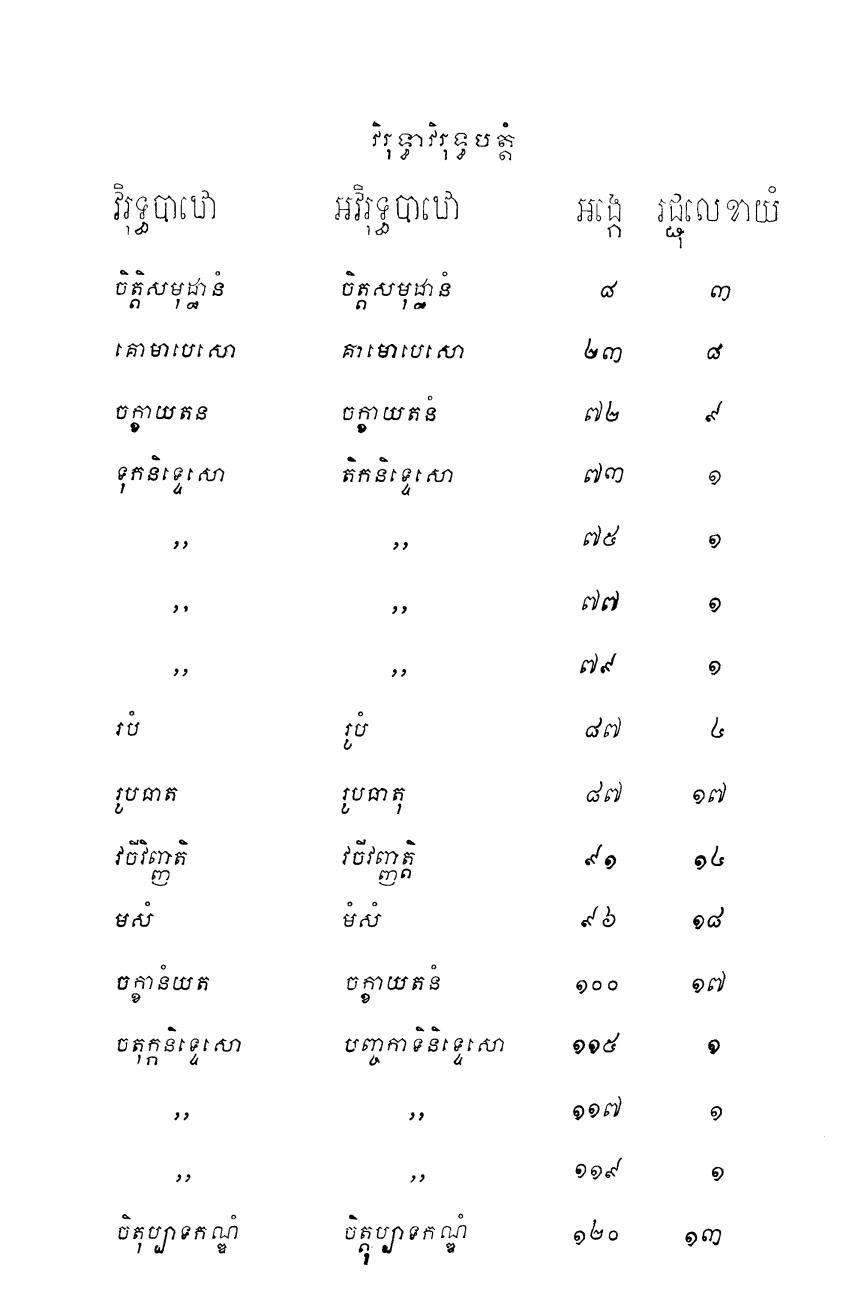 វិរុទ្ធាវិរុទ្ធបត្តំ
វិរុទ្ធបាឋោ អវិរុទ្ធបាឋោ អង្កេ រជ្ជុលេខាយំ
ចិត្តិសមុដ្ឋានំ ចិត្តសមុដ្ឋានំ ៨ ៣
គោមាបេសោ គាមោបេសោ ២៣ ៨
ចក្ខាយតន ចក្ខាយតនំ ៧២ ៩
ទុកនិទ្ទេសោ តិកនិទ្ទេសោ ៧៣ ១
,, ,, ៧៥ ១
,, ,, ៧៧ ១
,, ,, ៧៩ ១
របំ រូបំ ៨៧ ៤
រូបធាត រូបធាតុ ៨៧ ១៧
វចីវិញ្ញាតិ វចីវិញ្ញត្តិ ៩១ ១៤
មសំ មំសំ ៩៦ ១៨
ចក្ខានំយត ចក្ខាយតនំ ១០០ ១៧
ចតុក្កនិទ្ទេសោ បញ្ចកាទិនិទ្ទេសោ ១១៥ ១
,, ,, ១១៧ ១
,, ,, ១១៩ ១
ចិតុប្បាទកណ្ឌំ ចិត្តុប្បាទកណ្ឌំ ១២០ ១៣